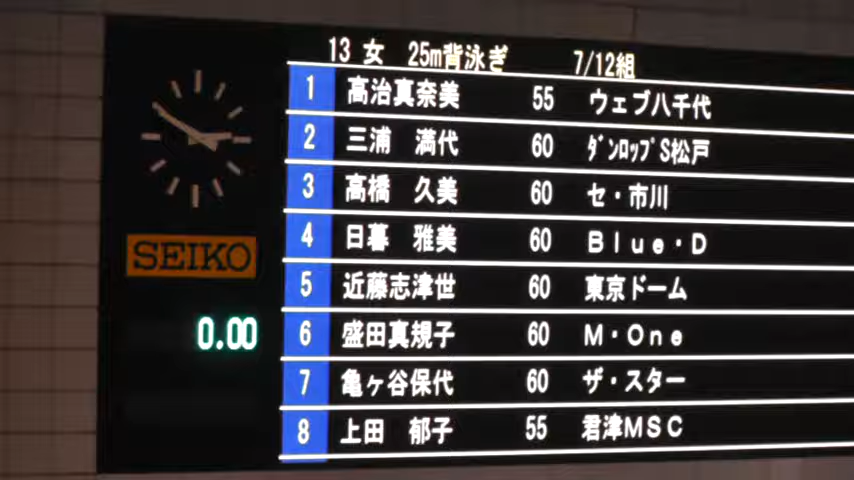 13 女 25m背泳ぎ 7/12組
1 高治真奈美 55 ウェブ八千代
2 三浦 満代 60 ﾀﾞﾝﾛｯﾌﾟS松戸
3 高橋 久美 60 セ・市川
4 日暮 雅美 60 Ｂｌｕｅ・Ｄ
5 近藤志津世 60 東京ドーム
6 盛田真規子 60 Ｍ・Ｏｎｅ
7 亀ヶ谷保代 60 ザ・スター
8 上田 郁子 55 君津ＭＳＣ
SEIKO
0.00